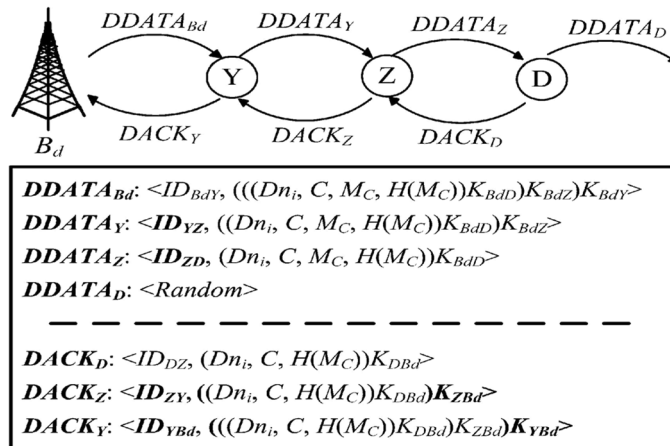 DDATA_Bd DDATA_Y DDATA_Z DDATA_D
Y Z D
DACK_Y DACK_Z DACK_D
B_d
DDATA_Bd: <ID_BdY, (((Dn_i, C, M_C, H(M_C))K_BdD)K_BdZ)K_BdY>
DDATA_Y: <ID_YZ, ((Dn_i, C, M_C, H(M_C))K_BdD)K_BdZ>
DDATA_Z: <ID_ZD, (Dn_i, C, M_C, H(M_C))K_BdD>
DDATA_D: <Random>
DACK_D: <ID_DZ, (Dn_i, C, H(M_C))K_DBd>
DACK_Z: <ID_ZY, ((Dn_i, C, H(M_C))K_DBd)K_ZBd>
DACK_Y: <ID_YBd, (((Dn_i, C, H(M_C))K_DBd)K_ZBd)K_YBd>